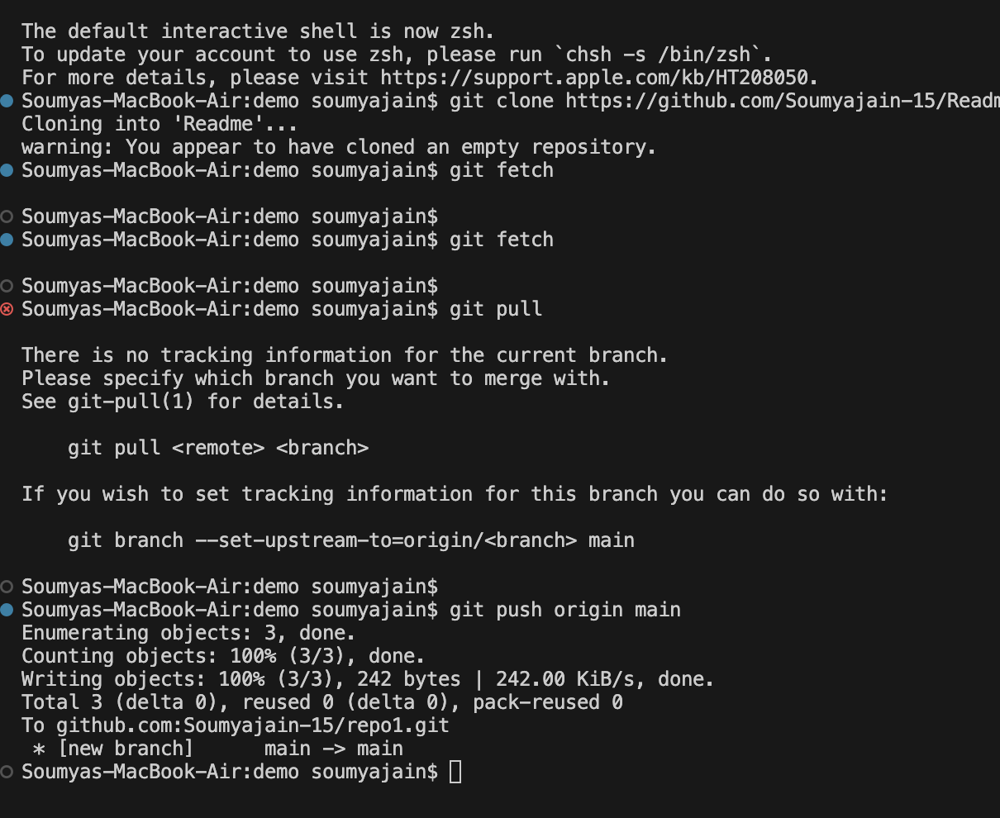 The default interactive shell is now zsh.
To update your account to use zsh, please run `chsh -s /bin/zsh`.
For more details, please visit https://support.apple.com/kb/HT208050.
Soumyas-MacBook-Air:demo soumyajain$ git clone https://github.com/Soumyajain-15/Readm
Cloning into 'Readme'...
warning: You appear to have cloned an empty repository.
Soumyas-MacBook-Air:demo soumyajain$ git fetch
Soumyas-MacBook-Air:demo soumyajain$
Soumyas-MacBook-Air:demo soumyajain$ git fetch
Soumyas-MacBook-Air:demo soumyajain$
Soumyas-MacBook-Air:demo soumyajain$ git pull
There is no tracking information for the current branch.
Please specify which branch you want to merge with.
See git-pull(1) for details.
git pull <remote> <branch>
If you wish to set tracking information for this branch you can do so with:
git branch --set-upstream-to=origin/<branch> main
Soumyas-MacBook-Air:demo soumyajain$
Soumyas-MacBook-Air:demo soumyajain$ git push origin main
Enumerating objects: 3, done.
Counting objects: 100% (3/3), done.
Writing objects: 100% (3/3), 242 bytes | 242.00 KiB/s, done.
Total 3 (delta 0), reused 0 (delta 0), pack-reused 0
To github.com:Soumyajain-15/repo1.git
* [new branch]      main -> main
Soumyas-MacBook-Air:demo soumyajain$